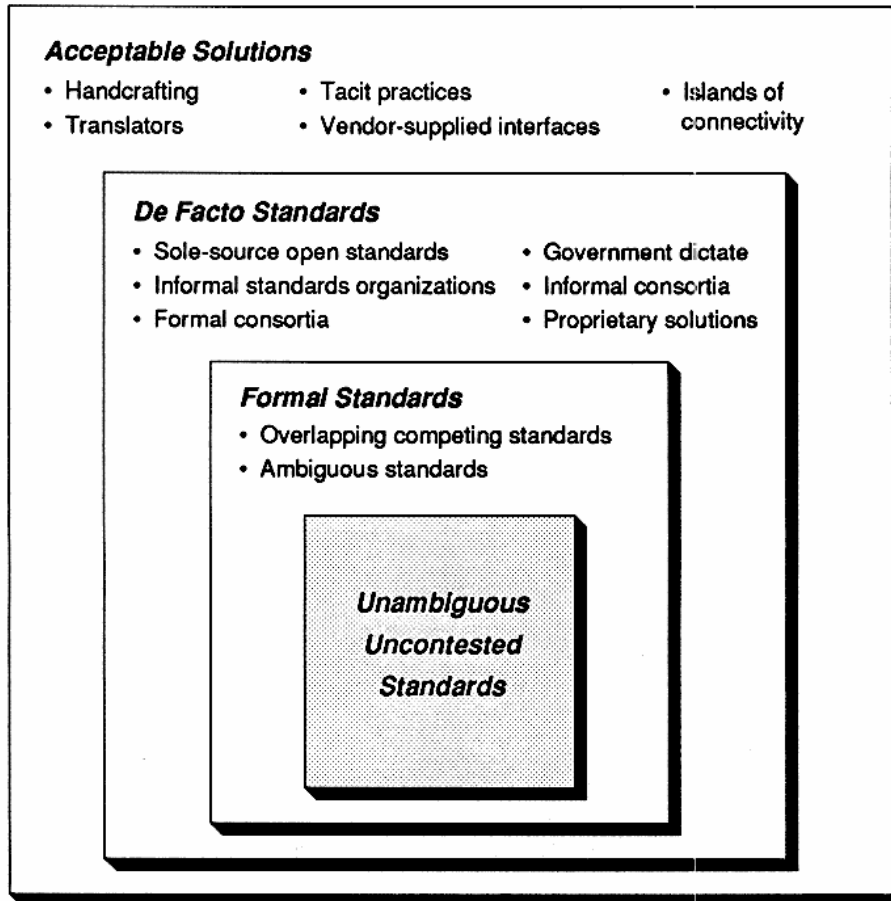 Acceptable Solutions
• Handcrafting
• Translators
• Tacit practices
• Vendor-supplied interfaces
• Islands of
connectivity
De Facto Standards
• Sole-source open standards
• Informal standards organizations
• Formal consortia
• Government dictate
• Informal consortia
• Proprietary solutions
Formal Standards
• Overlapping competing standards
• Ambiguous standards
Unambiguous
Uncontested
Standards